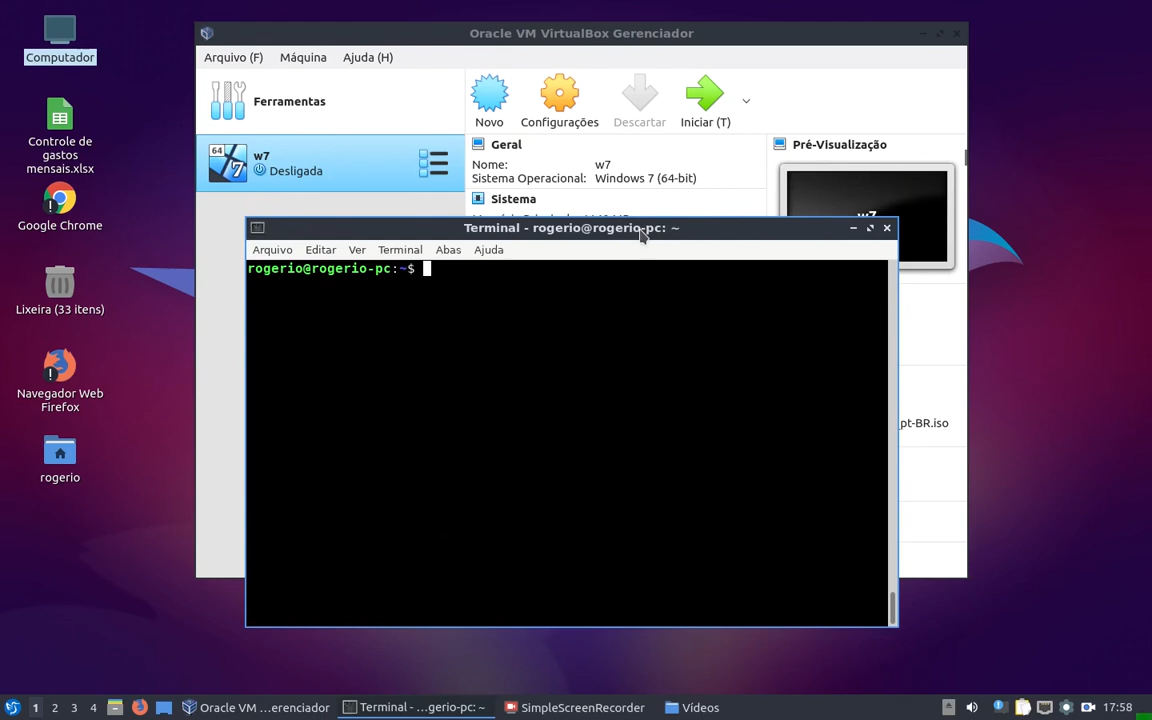 Computador
Controle de
gastos
mensais.xlsx
Google Chrome
Lixeira (33 itens)
Navegador Web
Firefox
rogerio
Oracle VM VirtualBox Gerenciador
Arquivo (F) Máquina Ajuda (H)
Ferramentas
Novo Configurações Descartar Iniciar (T)
64
7
w7
Desligada
Geral
Nome: w7
Sistema Operacional: Windows 7 (64-bit)
Sistema
Pré-Visualização
_pt-BR.iso
Terminal - rogerio@rogerio-pc: ~
Arquivo Editar Ver Terminal Abas Ajuda
rogerio@rogerio-pc:~$
1 2 3 4 Oracle VM ...erenciador Terminal - ...gerio-pc: ~ SimpleScreenRecorder Vídeos 17:58